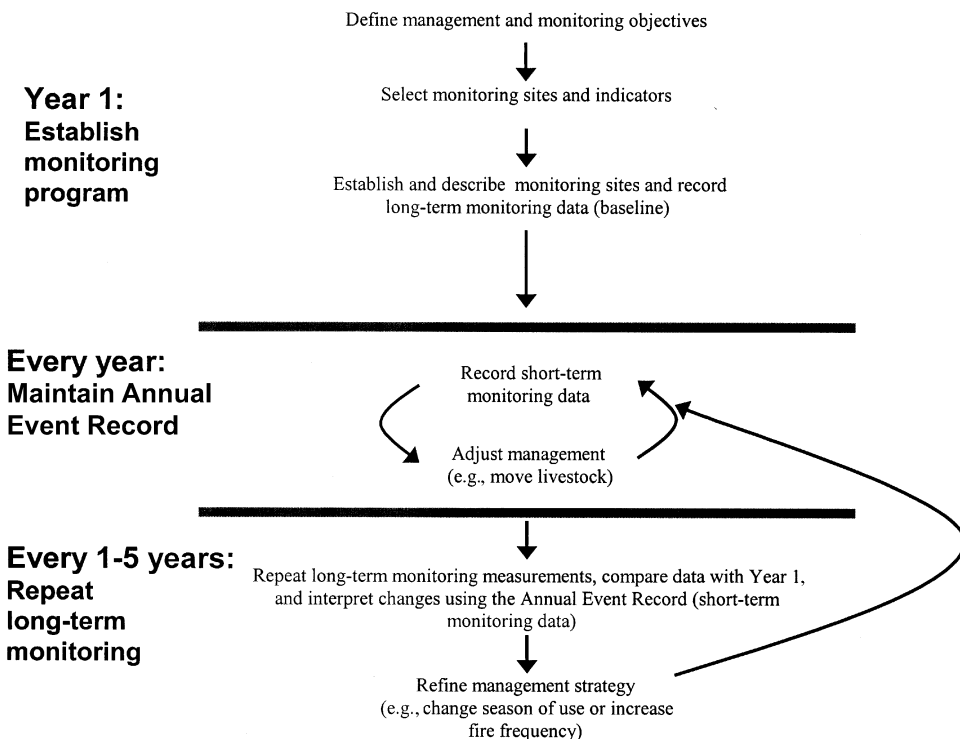 Define management and monitoring objectives
Year 1:
Establish
monitoring
program
Select monitoring sites and indicators
Establish and describe monitoring sites and record
long-term monitoring data (baseline)
Every year:
Maintain Annual
Event Record
Record short-term
monitoring data
Adjust management
(e.g., move livestock)
Every 1-5 years:
Repeat
long-term
monitoring
Repeat long-term monitoring measurements, compare data with Year 1,
and interpret changes using the Annual Event Record (short-term
monitoring data)
Refine management strategy
(e.g., change season of use or increase
fire frequency)